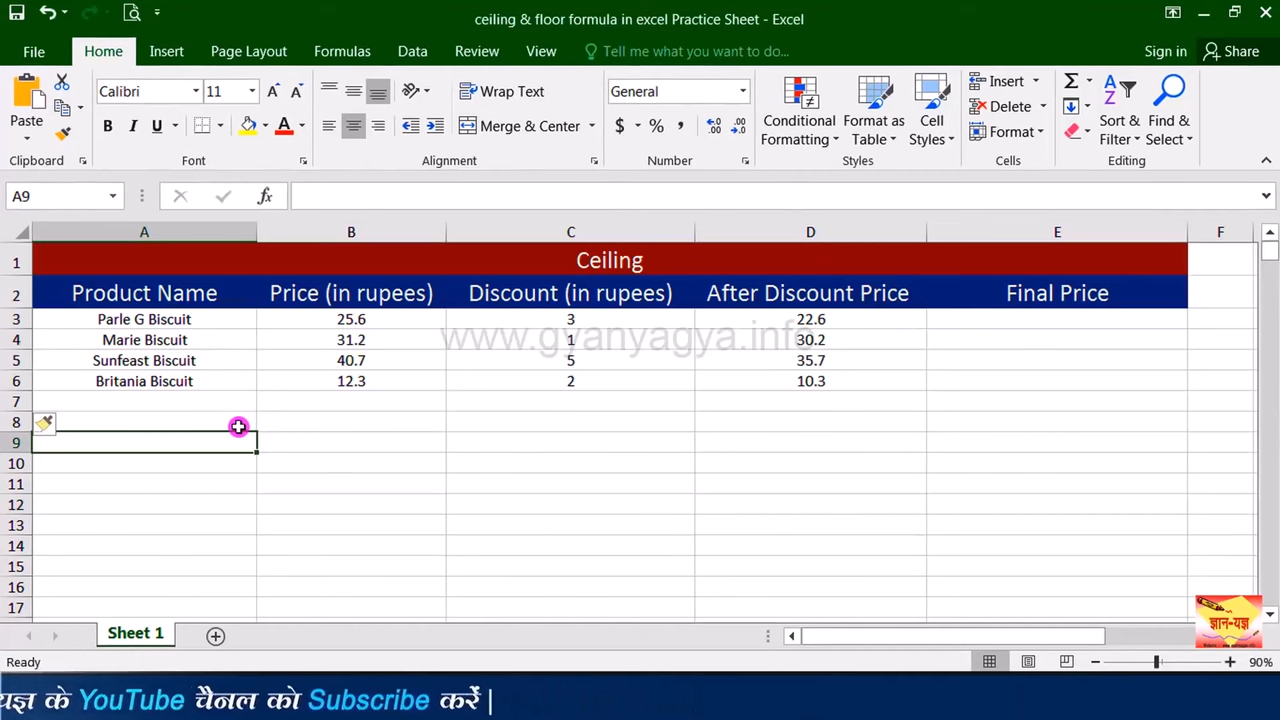 ceiling & floor formula in excel Practice Sheet - Excel
File Home Insert Page Layout Formulas Data Review View Tell me what you want to do... Sign in Share
Paste
Clipboard
Calibri 11
B I U
Font
Wrap Text
Merge & Center
Alignment
General
$ % ,
Number
Conditional Formatting
Format as Table
Cell Styles
Styles
Insert
Delete
Format
Cells
Sort & Filter
Find & Select
Editing
A9
fx
A B C D E F
1 Ceiling
2 Product Name Price (in rupees) Discount (in rupees) After Discount Price Final Price
3 Parle G Biscuit 25.6 3 22.6
4 Marie Biscuit 31.2 1 30.2
5 Sunfeast Biscuit 40.7 5 35.7
6 Britania Biscuit 12.3 2 10.3
www.gyanyagya.info
7
8
9
10
11
12
13
14
15
16
17
ज्ञान-यज्ञ
Sheet 1
Ready 90%
यज्ञ के YouTube चैनल को Subscribe करें |